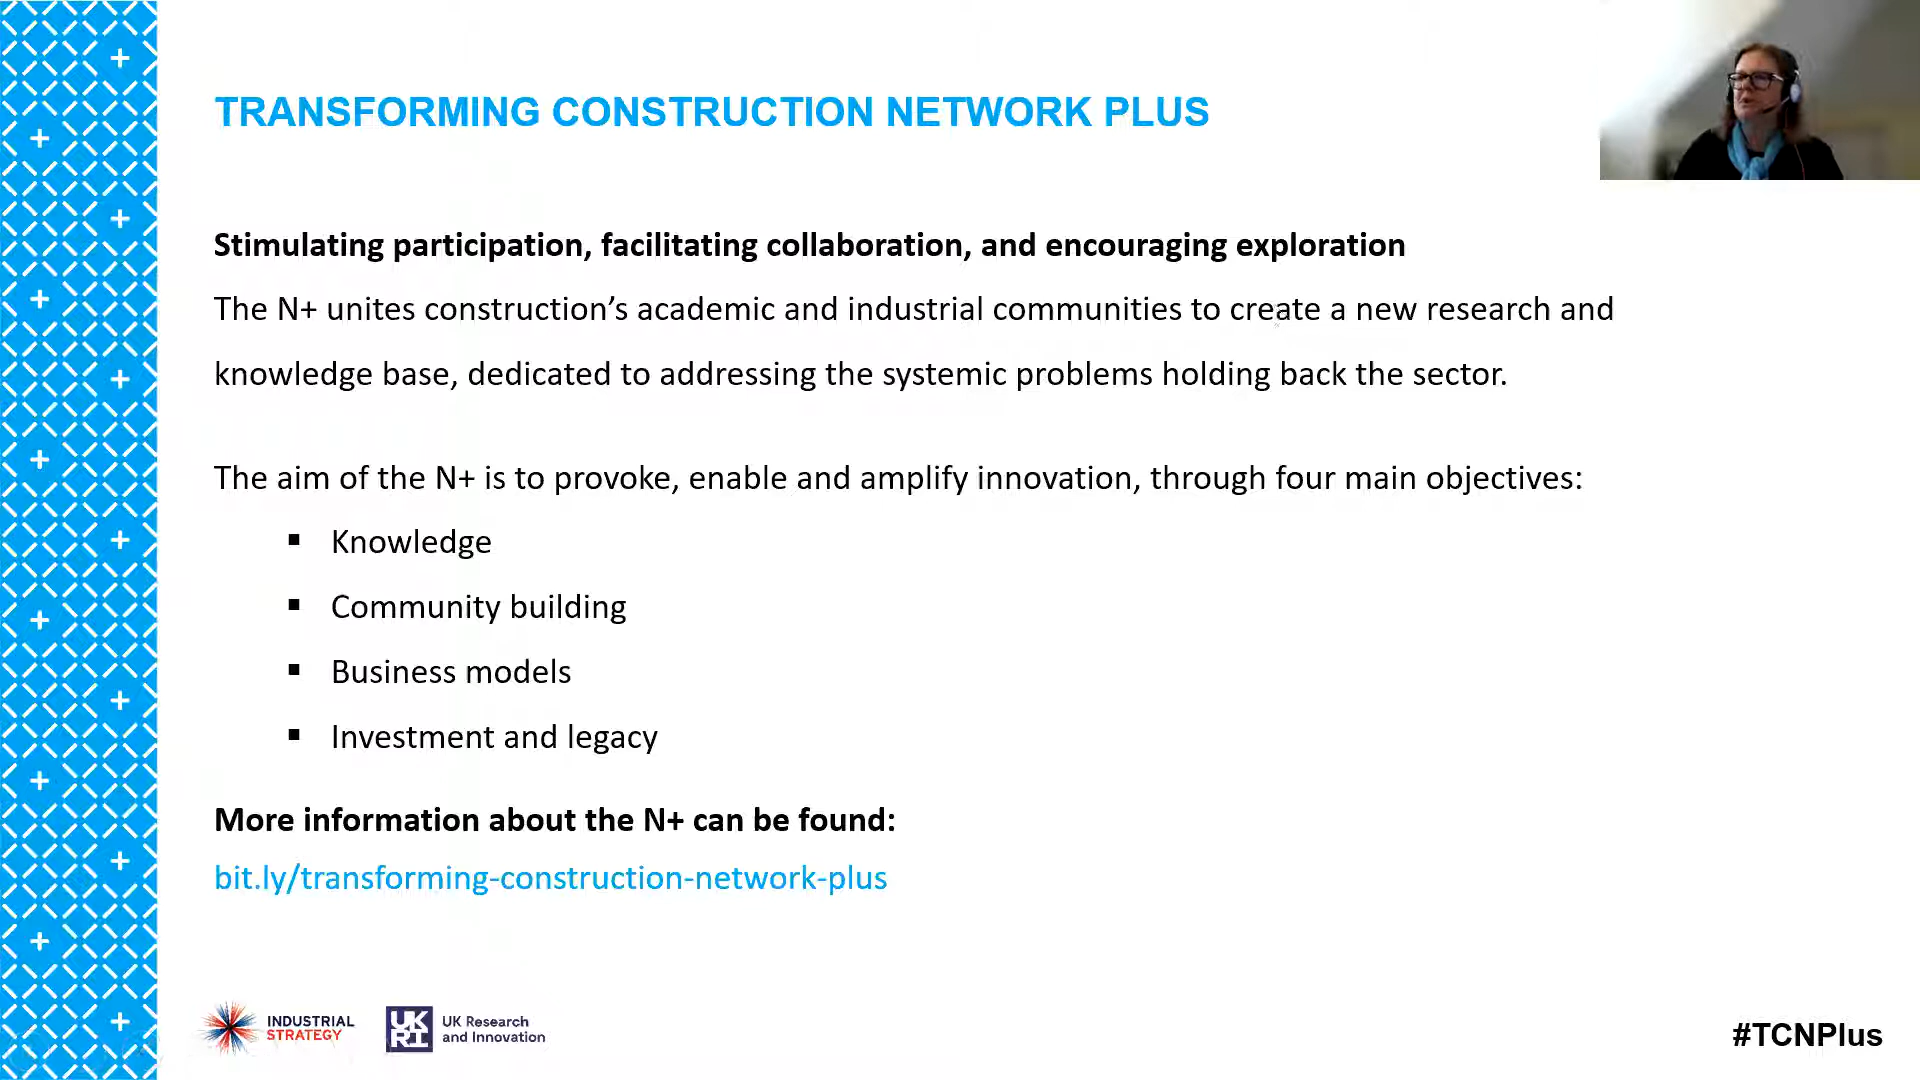 TRANSFORMING CONSTRUCTION NETWORK PLUS
Stimulating participation, facilitating collaboration, and encouraging exploration
The N+ unites construction’s academic and industrial communities to create a new research and
knowledge base, dedicated to addressing the systemic problems holding back the sector.
The aim of the N+ is to provoke, enable and amplify innovation, through four main objectives:
▪ Knowledge
▪ Community building
▪ Business models
▪ Investment and legacy
More information about the N+ can be found:
bit.ly/transforming-construction-network-plus
INDUSTRIAL
STRATEGY
UK
RI
UK Research
and Innovation
#TCNPlus